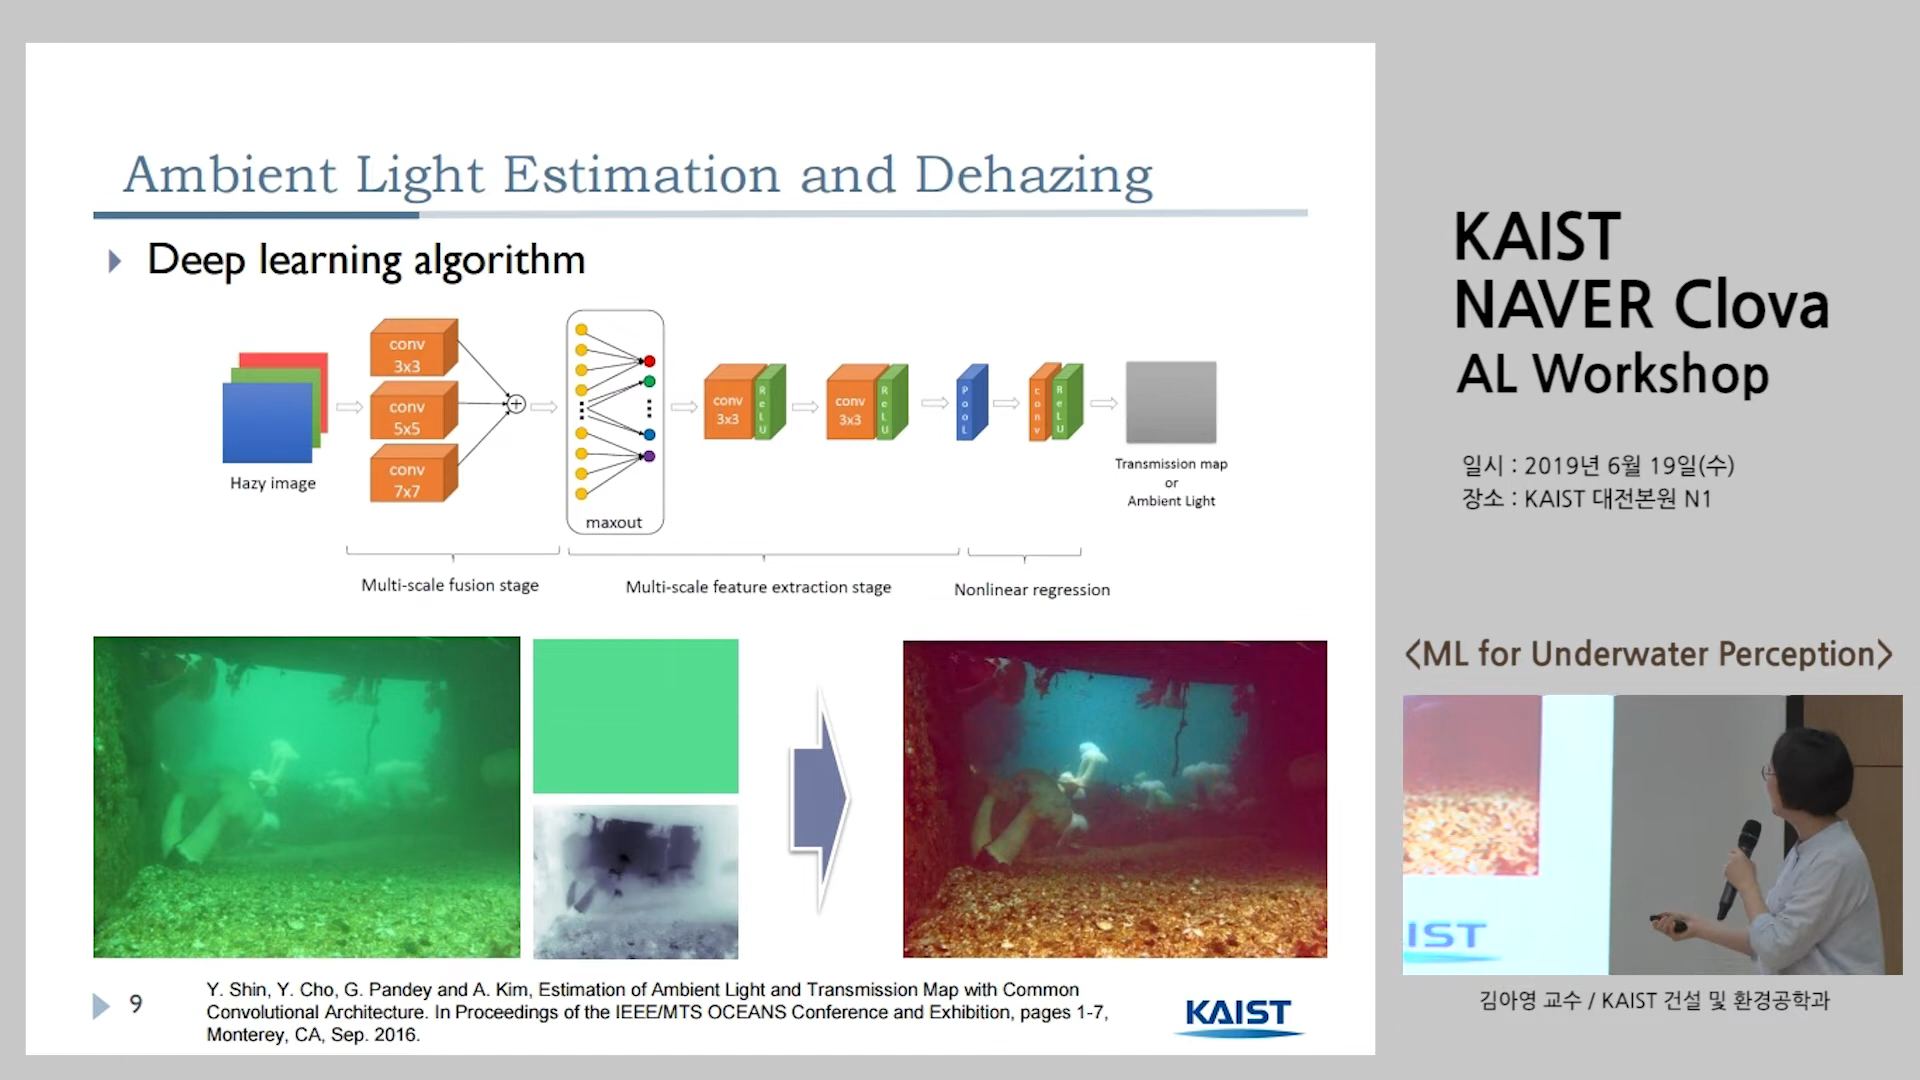 Ambient Light Estimation and Dehazing
Deep learning algorithm
Hazy image
conv
3x3
conv
5x5
conv
7x7
maxout
conv
3x3
ReLU
conv
3x3
ReLU
Pool
conv
ReLU
Transmission map
or
Ambient Light
Multi-scale fusion stage
Multi-scale feature extraction stage
Nonlinear regression
9
Y. Shin, Y. Cho, G. Pandey and A. Kim, Estimation of Ambient Light and Transmission Map with Common
Convolutional Architecture. In Proceedings of the IEEE/MTS OCEANS Conference and Exhibition, pages 1-7,
Monterey, CA, Sep. 2016.
KAIST
KAIST
NAVER Clova
AL Workshop
일시 : 2019년 6월 19일(수)
장소 : KAIST 대전본원 N1
<ML for Underwater Perception>
IST
김아영 교수 / KAIST 건설 및 환경공학과